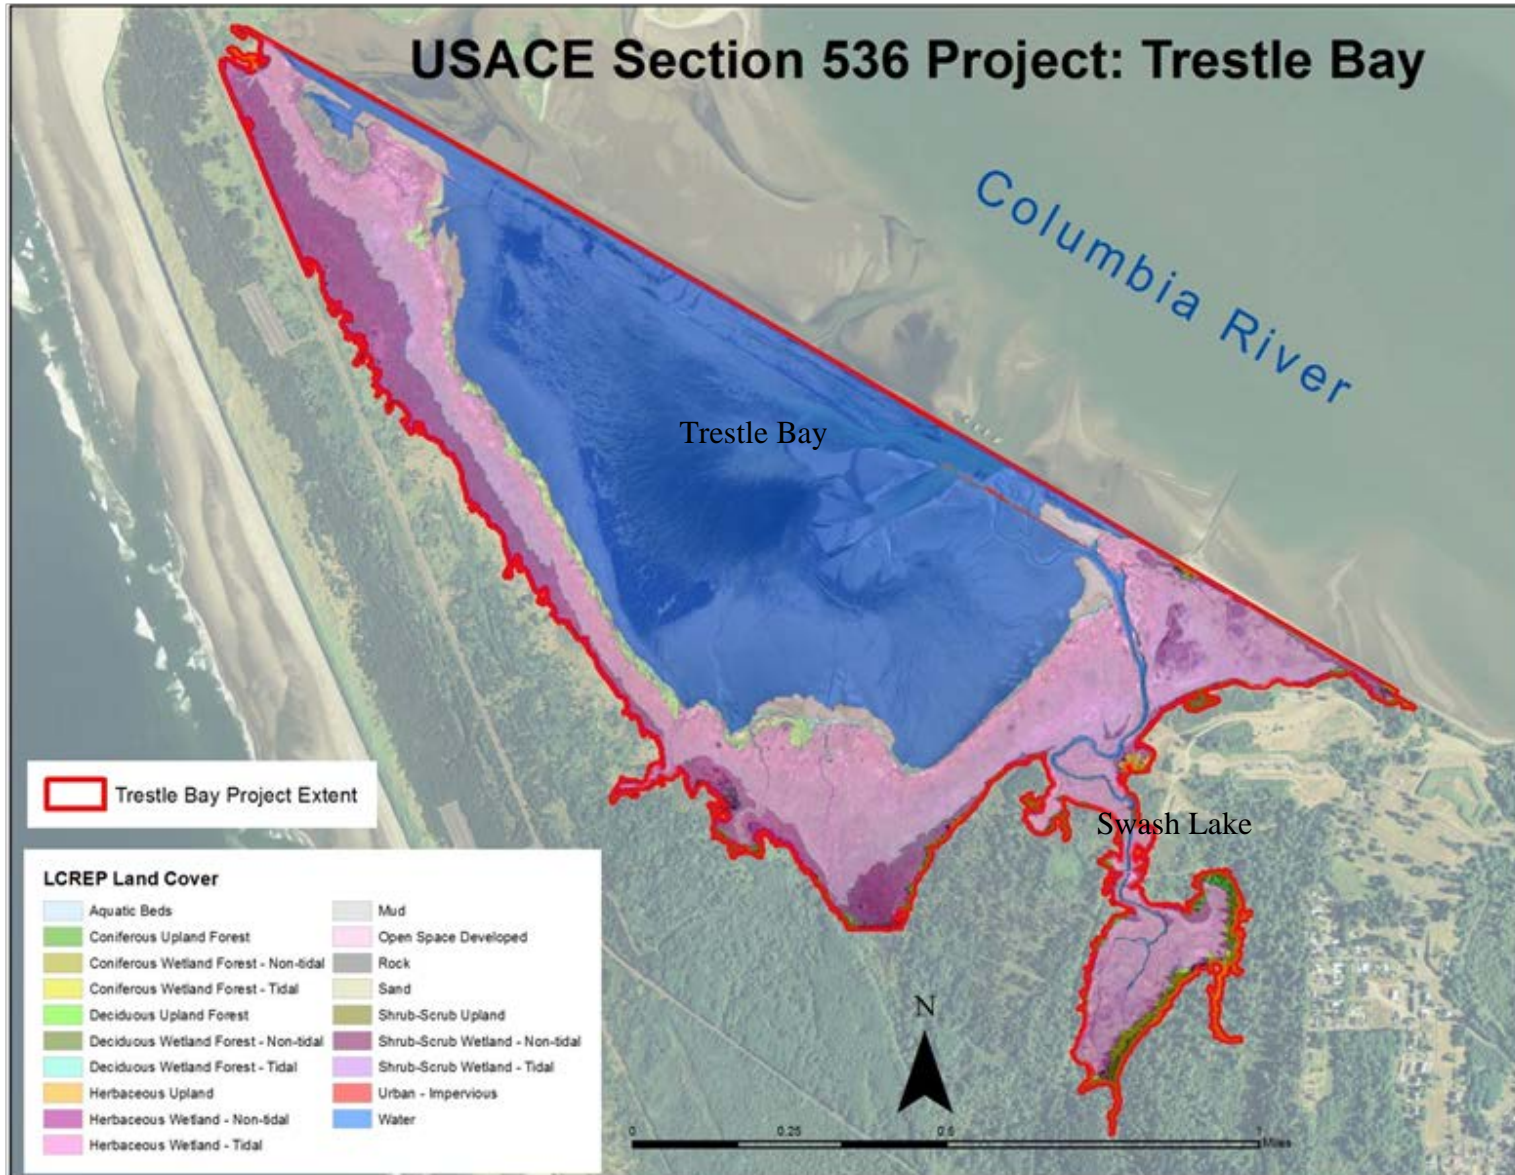 USACE Section 536 Project: Trestle Bay
Columbia River
Trestle Bay
Swash Lake
Trestle Bay Project Extent
LCREP Land Cover
Aquatic Beds
Coniferous Upland Forest
Coniferous Wetland Forest - Non-tidal
Coniferous Wetland Forest - Tidal
Deciduous Upland Forest
Deciduous Wetland Forest - Non-tidal
Deciduous Wetland Forest - Tidal
Herbaceous Upland
Herbaceous Wetland - Non-tidal
Herbaceous Wetland - Tidal
Mud
Open Space Developed
Rock
Sand
Shrub-Scrub Upland
Shrub-Scrub Wetland - Non-tidal
Shrub-Scrub Wetland - Tidal
Urban - Impervious
Water
N
0 0.25 0.5 1
Miles